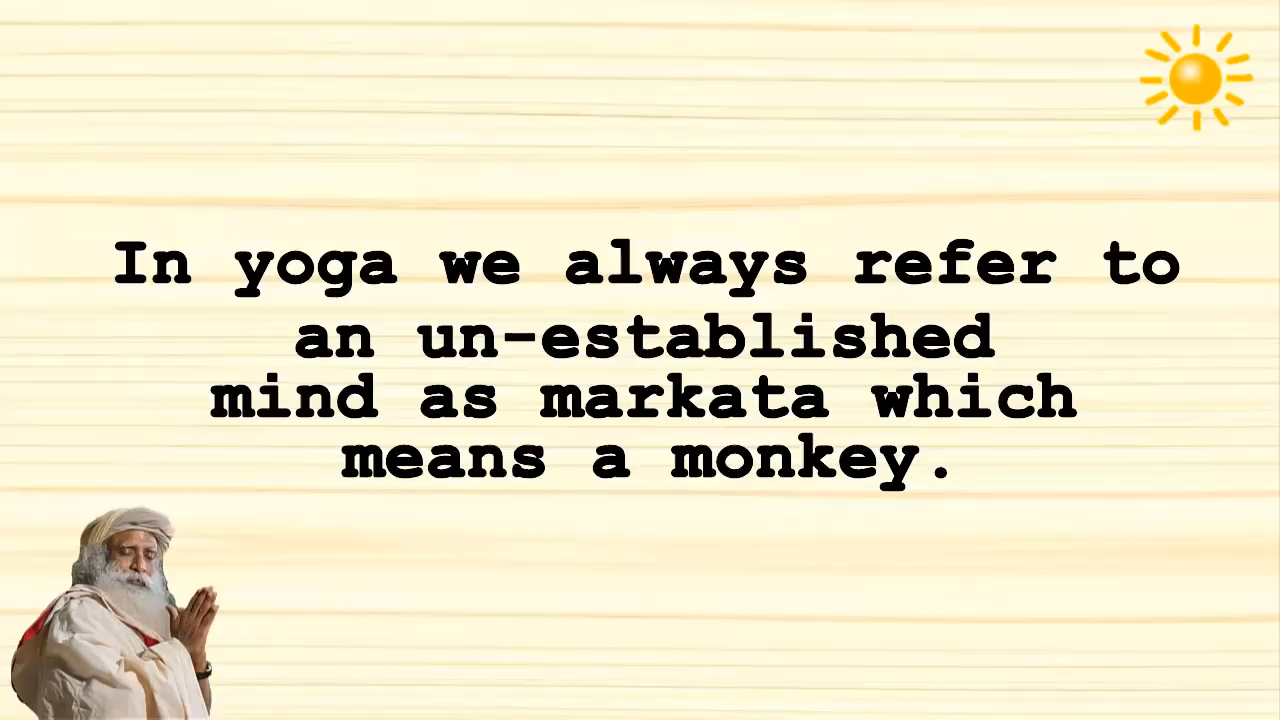 In yoga we always refer to
an un-established
mind as markata which
means a monkey.